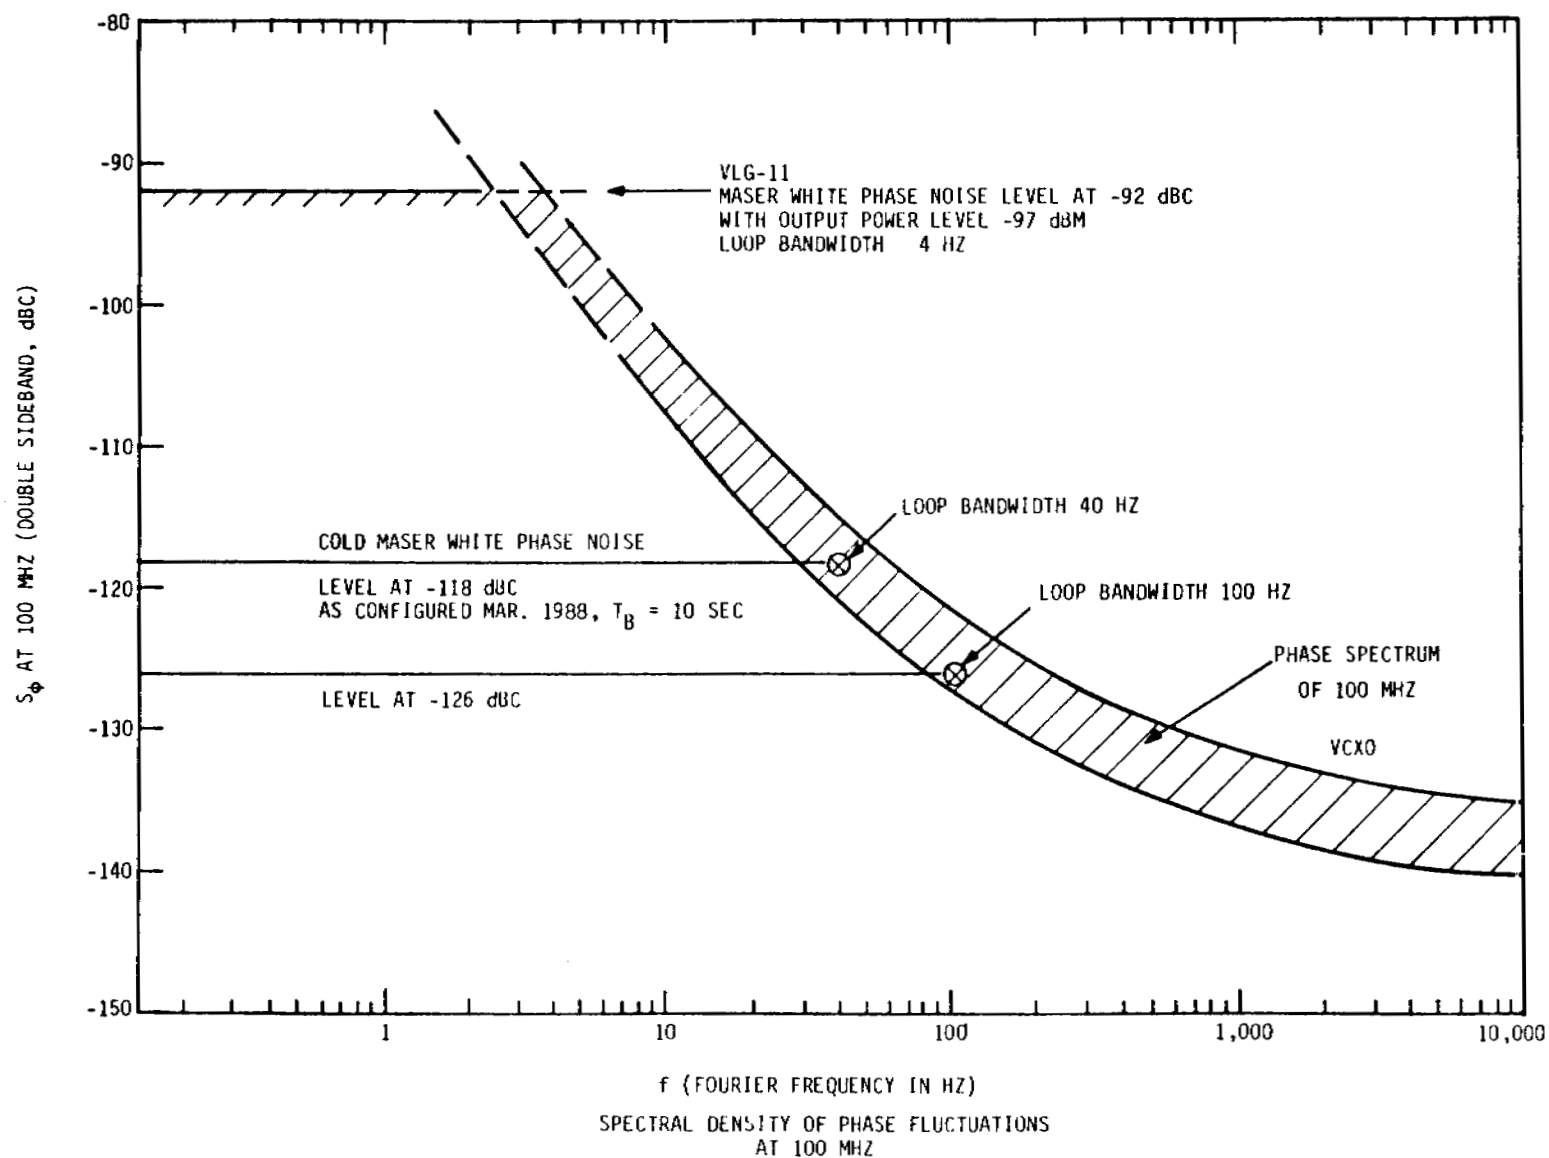 -80
-90
-100
-110
-120
-130
-140
-150
S_ϕ AT 100 MHZ (DOUBLE SIDEBAND, dBC)
VLG-11
MASER WHITE PHASE NOISE LEVEL AT -92 dBC
WITH OUTPUT POWER LEVEL -97 dBM
LOOP BANDWIDTH 4 HZ
LOOP BANDWIDTH 40 HZ
COLD MASER WHITE PHASE NOISE
LEVEL AT -118 dBC
AS CONFIGURED MAR. 1988, T_B = 10 SEC
LOOP BANDWIDTH 100 HZ
PHASE SPECTRUM
OF 100 MHZ
LEVEL AT -126 dBC
VCXO
1
10
100
1,000
10,000
f (FOURIER FREQUENCY IN HZ)
SPECTRAL DENSITY OF PHASE FLUCTUATIONS
AT 100 MHZ